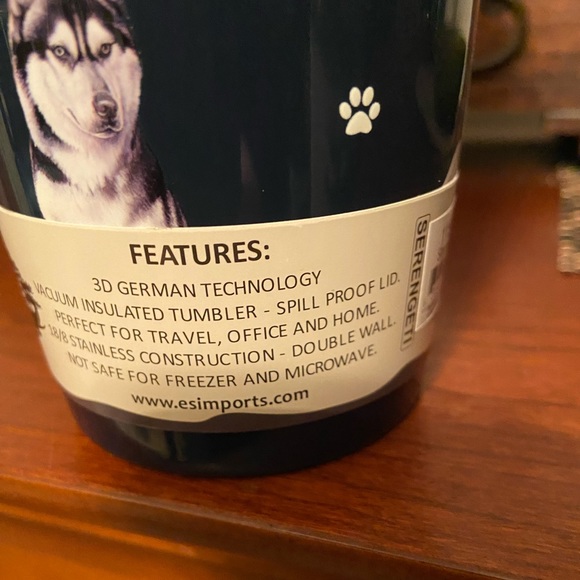 FEATURES:
3D GERMAN TECHNOLOGY
VACUUM INSULATED TUMBLER - SPILL PROOF LID.
PERFECT FOR TRAVEL, OFFICE AND HOME.
18/8 STAINLESS CONSTRUCTION - DOUBLE WALL.
NOT SAFE FOR FREEZER AND MICROWAVE.
www.esimports.com
SERENGETI